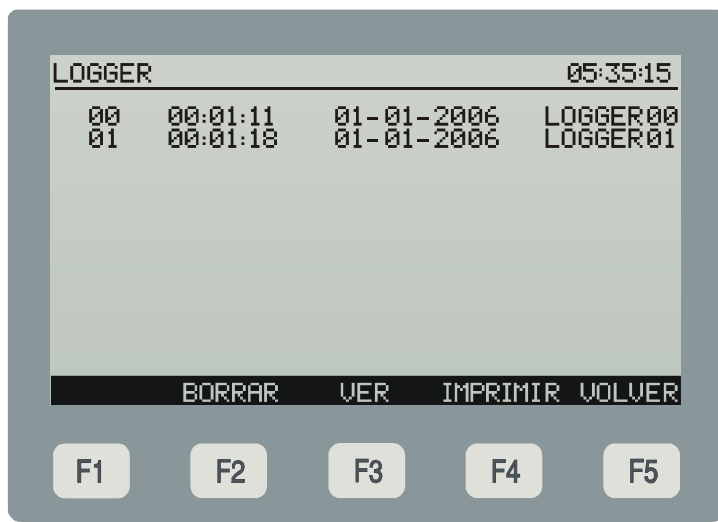 LOGGER 05:35:15
00 00:01:11 01-01-2006 LOGGER00
01 00:01:18 01-01-2006 LOGGER01
BORRAR VER IMPRIMIR VOLVER
F1 F2 F3 F4 F5